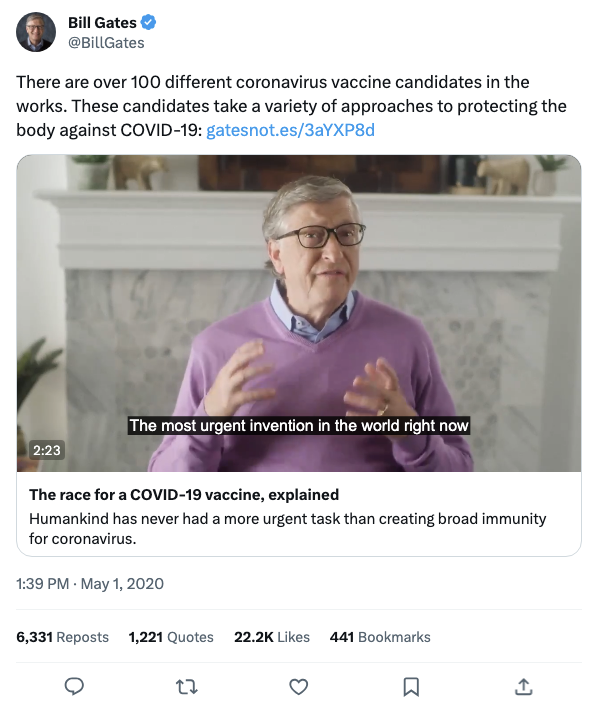 Bill Gates
@BillGates
There are over 100 different coronavirus vaccine candidates in the
works. These candidates take a variety of approaches to protecting the
body against COVID-19: gatesnot.es/3aYXP8d
The most urgent invention in the world right now
2:23
The race for a COVID-19 vaccine, explained
Humankind has never had a more urgent task than creating broad immunity
for coronavirus.
1:39 PM · May 1, 2020
6,331 Reposts 1,221 Quotes 22.2K Likes 441 Bookmarks